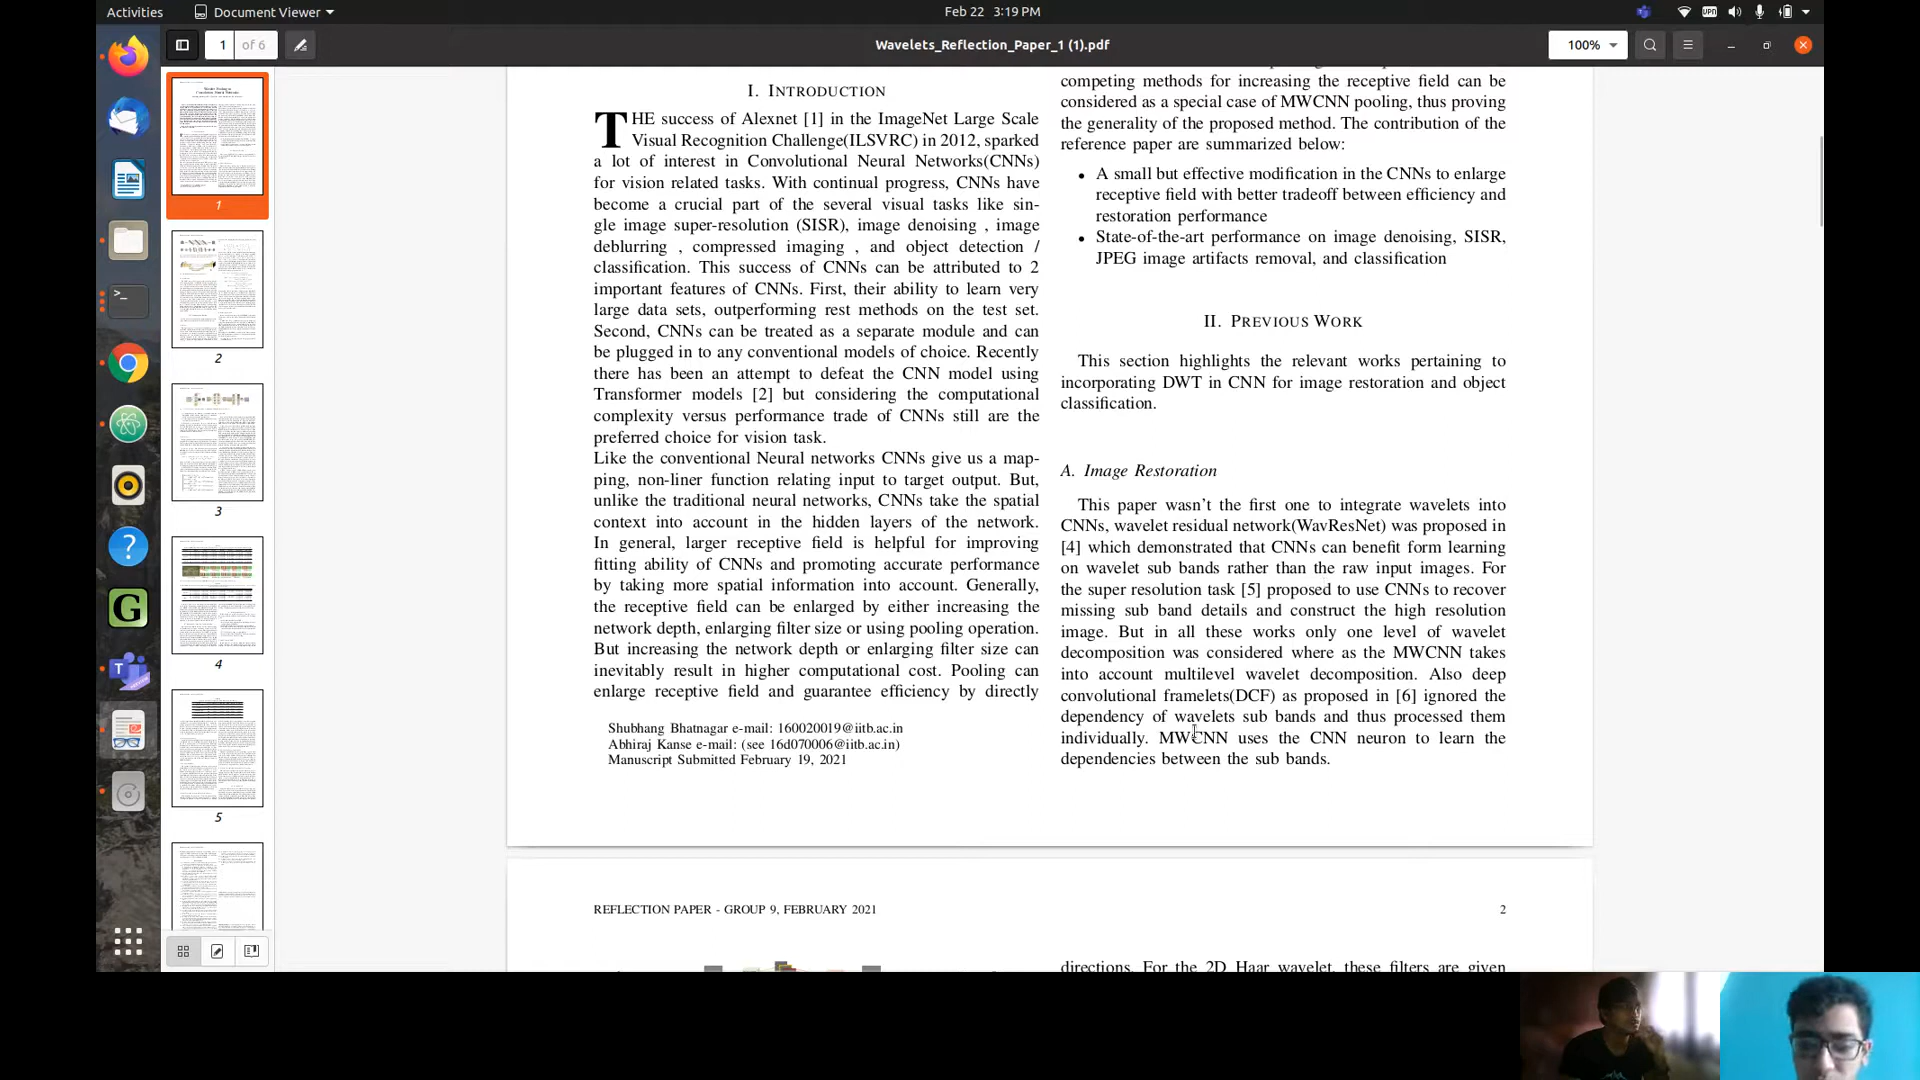 Activities
Document Viewer
Feb 22 3:19 PM
1 of 6
Wavelets_Reflection_Paper_1 (1).pdf
100%
1
2
3
4
5
I. INTRODUCTION
THE success of Alexnet [1] in the ImageNet Large Scale
Visual Recognition Challenge(ILSVRC) in 2012, sparked
a lot of interest in Convolutional Neural Networks(CNNs)
for vision related tasks. With continual progress, CNNs have
become a crucial part of the several visual tasks like sin-
gle image super-resolution (SISR), image denoising , image
deblurring , compressed imaging , and object detection /
classification. This success of CNNs can be attributed to 2
important features of CNNs. First, their ability to learn very
large data sets, outperforming rest methods on the test set.
Second, CNNs can be treated as a separate module and can
be plugged in to any conventional models of choice. Recently
there has been an attempt to defeat the CNN model using
Transformer models [2] but considering the computational
complexity versus performance trade of CNNs still are the
preferred choice for vision task.
Like the conventional Neural networks CNNs give us a map-
ping, non-liner function relating input to target output. But,
unlike the traditional neural networks, CNNs take the spatial
context into account in the hidden layers of the network.
In general, larger receptive field is helpful for improving
fitting ability of CNNs and promoting accurate performance
by taking more spatial information into account. Generally,
the receptive field can be enlarged by either increasing the
network depth, enlarging filter size or using pooling operation.
But increasing the network depth or enlarging filter size can
inevitably result in higher computational cost. Pooling can
enlarge receptive field and guarantee efficiency by directly
Shubhang Bhatnagar e-mail: 160020019@iitb.ac.in
Abhiraj Kanse e-mail: (see 16d070006@iitb.ac.in)
Manuscript Submitted February 19, 2021
competing methods for increasing the receptive field can be
considered as a special case of MWCNN pooling, thus proving
the generality of the proposed method. The contribution of the
reference paper are summarized below:
• A small but effective modification in the CNNs to enlarge
receptive field with better tradeoff between efficiency and
restoration performance
• State-of-the-art performance on image denoising, SISR,
JPEG image artifacts removal, and classification
II. PREVIOUS WORK
This section highlights the relevant works pertaining to
incorporating DWT in CNN for image restoration and object
classification.
A. Image Restoration
This paper wasn't the first one to integrate wavelets into
CNNs, wavelet residual network(WavResNet) was proposed in
[4] which demonstrated that CNNs can benefit form learning
on wavelet sub bands rather than the raw input images. For
the super resolution task [5] proposed to use CNNs to recover
missing sub band details and construct the high resolution
image. But in all these works only one level of wavelet
decomposition was considered where as the MWCNN takes
into account multilevel wavelet decomposition. Also deep
convolutional framelets(DCF) as proposed in [6] ignored the
dependency of wavelets sub bands and thus processed them
individually. MWCNN uses the CNN neuron to learn the
dependencies between the sub bands.
REFLECTION PAPER - GROUP 9, FEBRUARY 2021
2
directions. For the 2D Haar wavelet, these filters are given